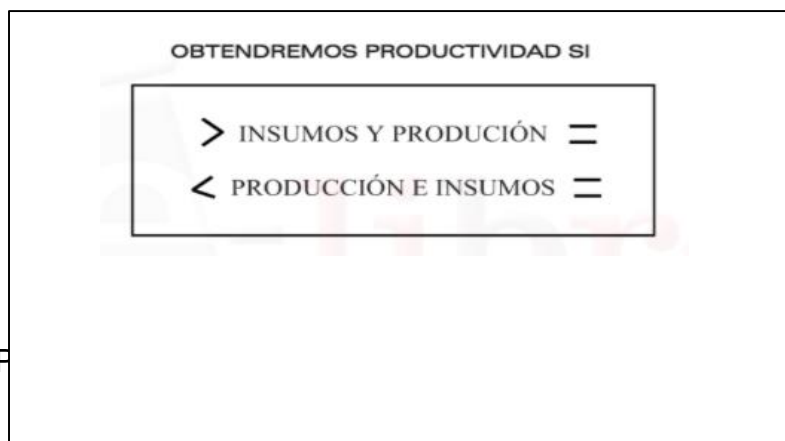 OBTENDREMOS PRODUCTIVIDAD SI
> INSUMOS Y PRODUCIÓN =
< PRODUCCIÓN E INSUMOS =